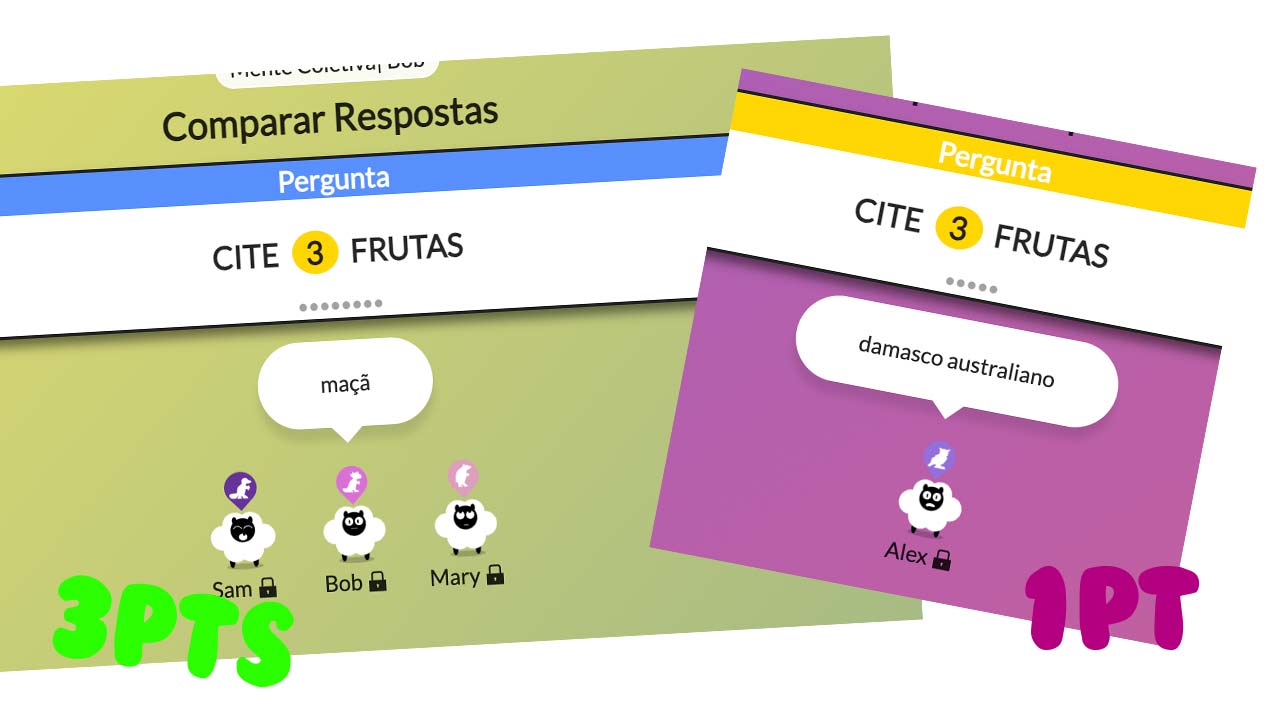 Mente Coletiva| Bob
Comparar Respostas
Pergunta
CITE 3 FRUTAS
maçã
Sam
Bob
Mary
3PTS
Pergunta
CITE 3 FRUTAS
damasco australiano
Alex
1PT